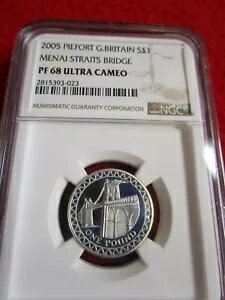 2005 PIEFORT G.BRITAIN S£1
MENAI STRAITS BRIDGE
PF 68 ULTRA CAMEO
2815393-023
NUMISMATIC GUARANTY CORPORATION
NGC
ONE POUND